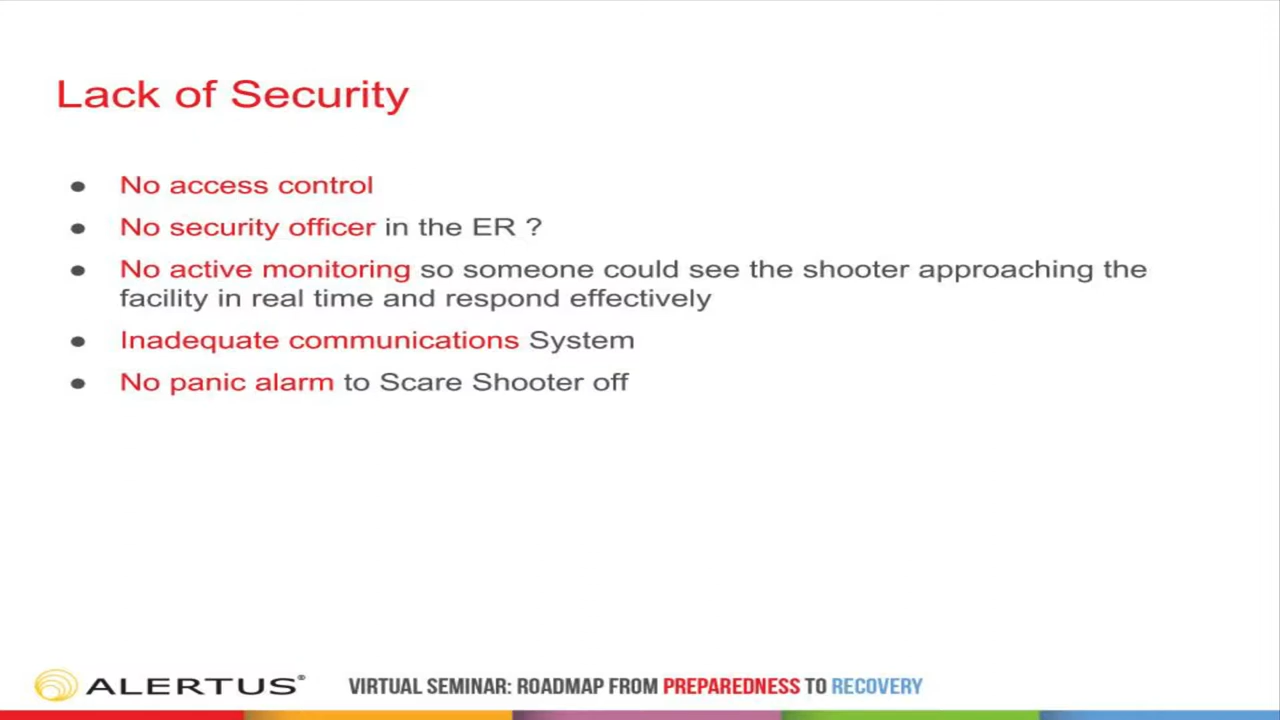 Lack of Security
● No access control
● No security officer in the ER ?
● No active monitoring so someone could see the shooter approaching the
facility in real time and respond effectively
● Inadequate communications System
● No panic alarm to Scare Shooter off
ALERTUS®
VIRTUAL SEMINAR: ROADMAP FROM PREPAREDNESS TO RECOVERY